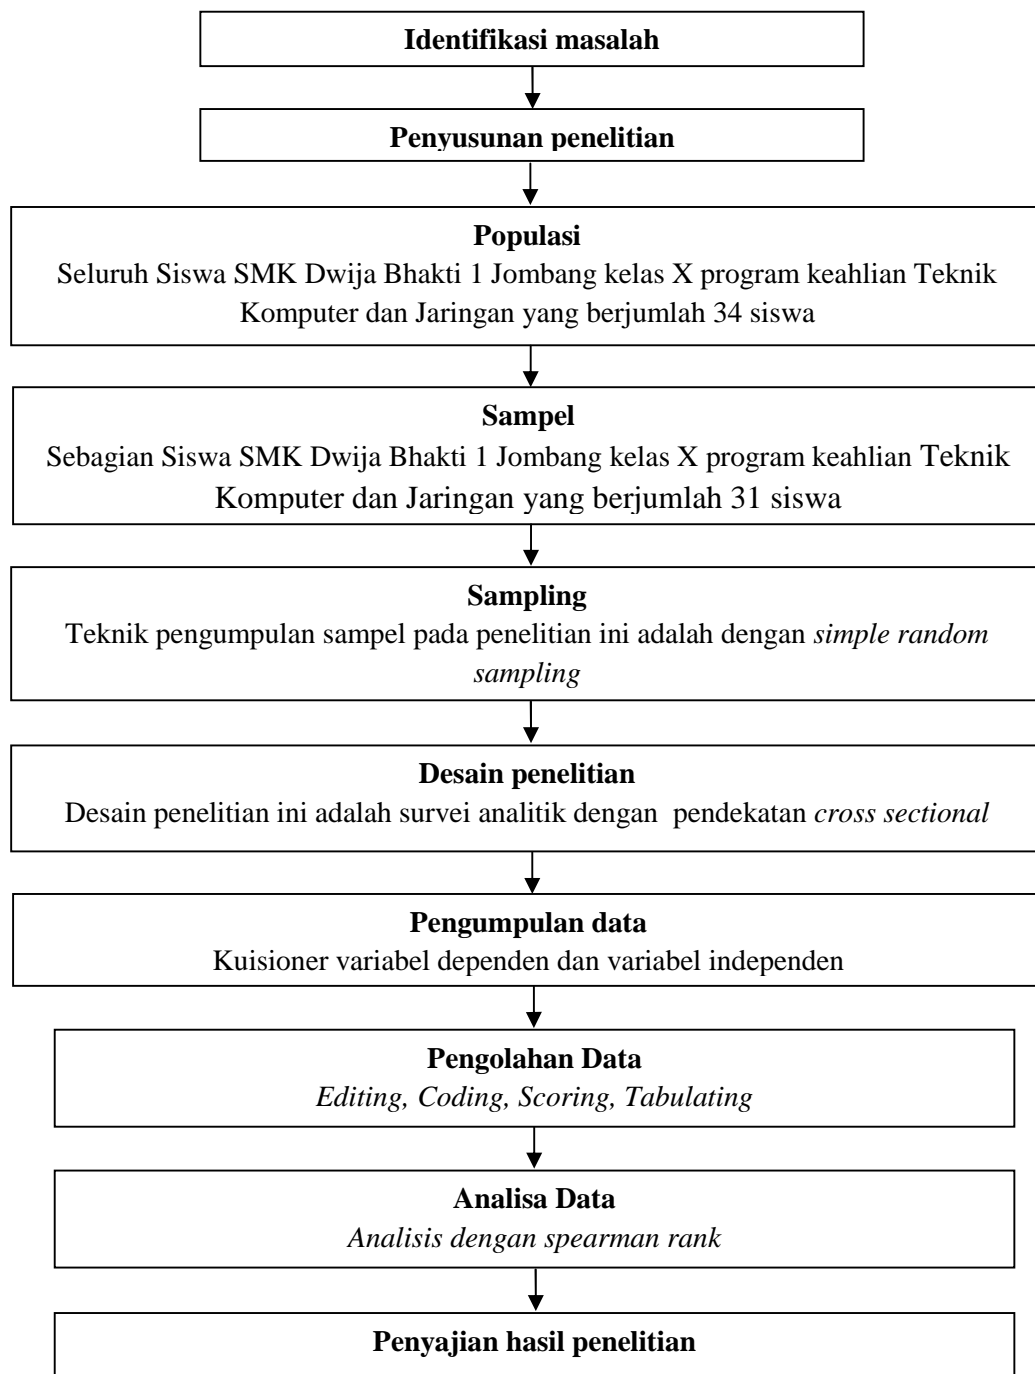 Identifikasi masalah
Penyusunan penelitian
Populasi
Seluruh Siswa SMK Dwija Bhakti 1 Jombang kelas X program keahlian Teknik
Komputer dan Jaringan yang berjumlah 34 siswa
Sampel
Sebagian Siswa SMK Dwija Bhakti 1 Jombang kelas X program keahlian Teknik
Komputer dan Jaringan yang berjumlah 31 siswa
Sampling
Teknik pengumpulan sampel pada penelitian ini adalah dengan simple random
sampling
Desain penelitian
Desain penelitian ini adalah survei analitik dengan pendekatan cross sectional
Pengumpulan data
Kuisioner variabel dependen dan variabel independen
Pengolahan Data
Editing, Coding, Scoring, Tabulating
Analisa Data
Analisis dengan spearman rank
Penyajian hasil penelitian